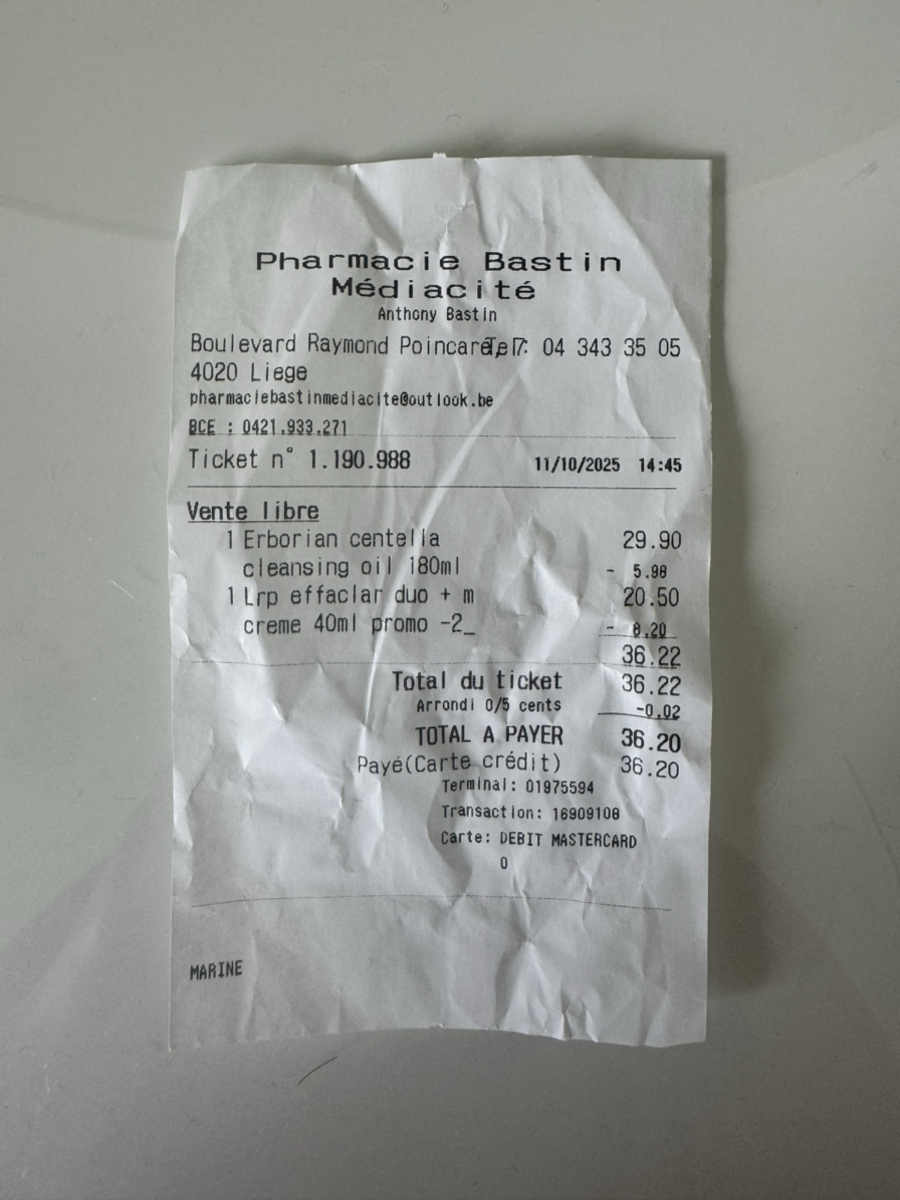 Pharmacie Bastin
Médiacité
Anthony Bastin
Boulevard Raymond Poincaré 7 Tel: 04 343 35 05
4020 Liege
pharmaciebastinmediacite@outlook.be
BCE : 0421.933.271
Ticket n° 1.190.988 11/10/2025 14:45
Vente libre
1 Erborian centella 29.90
cleansing oil 180ml - 5.98
1 Lrp effaclar duo + m 20.50
creme 40ml promo -2_ - 8.20
36.22
Total du ticket 36.22
Arrondi 0/5 cents -0.02
TOTAL A PAYER 36.20
Payé(Carte crédit) 36.20
Terminal: 01975594
Transaction: 16909108
Carte: DEBIT MASTERCARD
0
MARINE